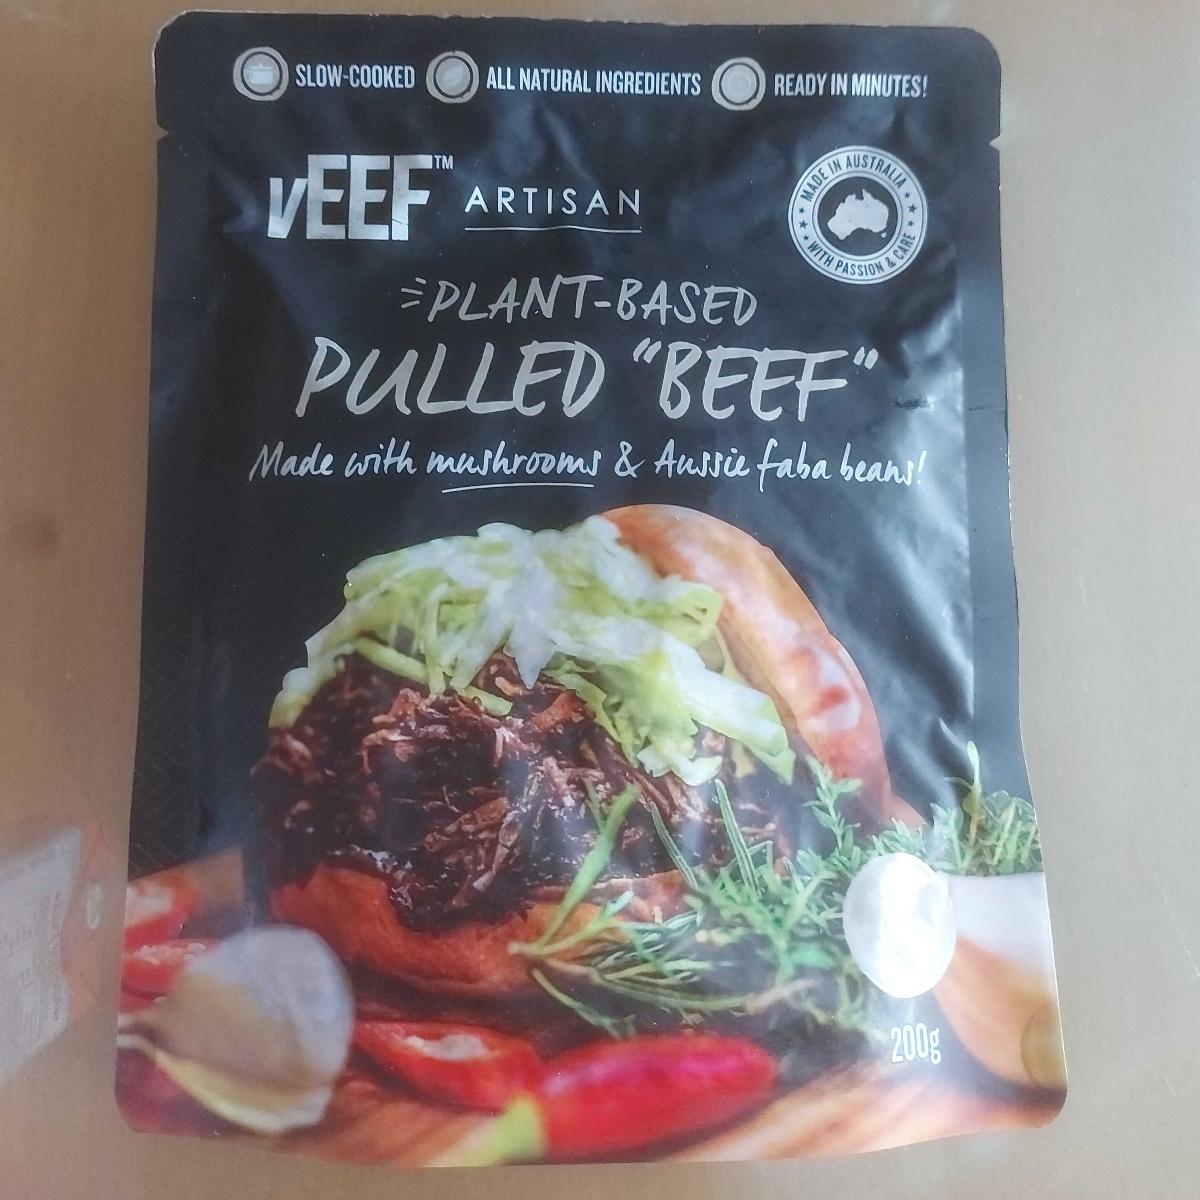 SLOW-COOKED ALL NATURAL INGREDIENTS READY IN MINUTES!
vEEF™ ARTISAN
MADE IN AUSTRALIA
WITH PASSION & CARE
PLANT-BASED
PULLED "BEEF"
Made with mushrooms & Aussie faba beans!
200g